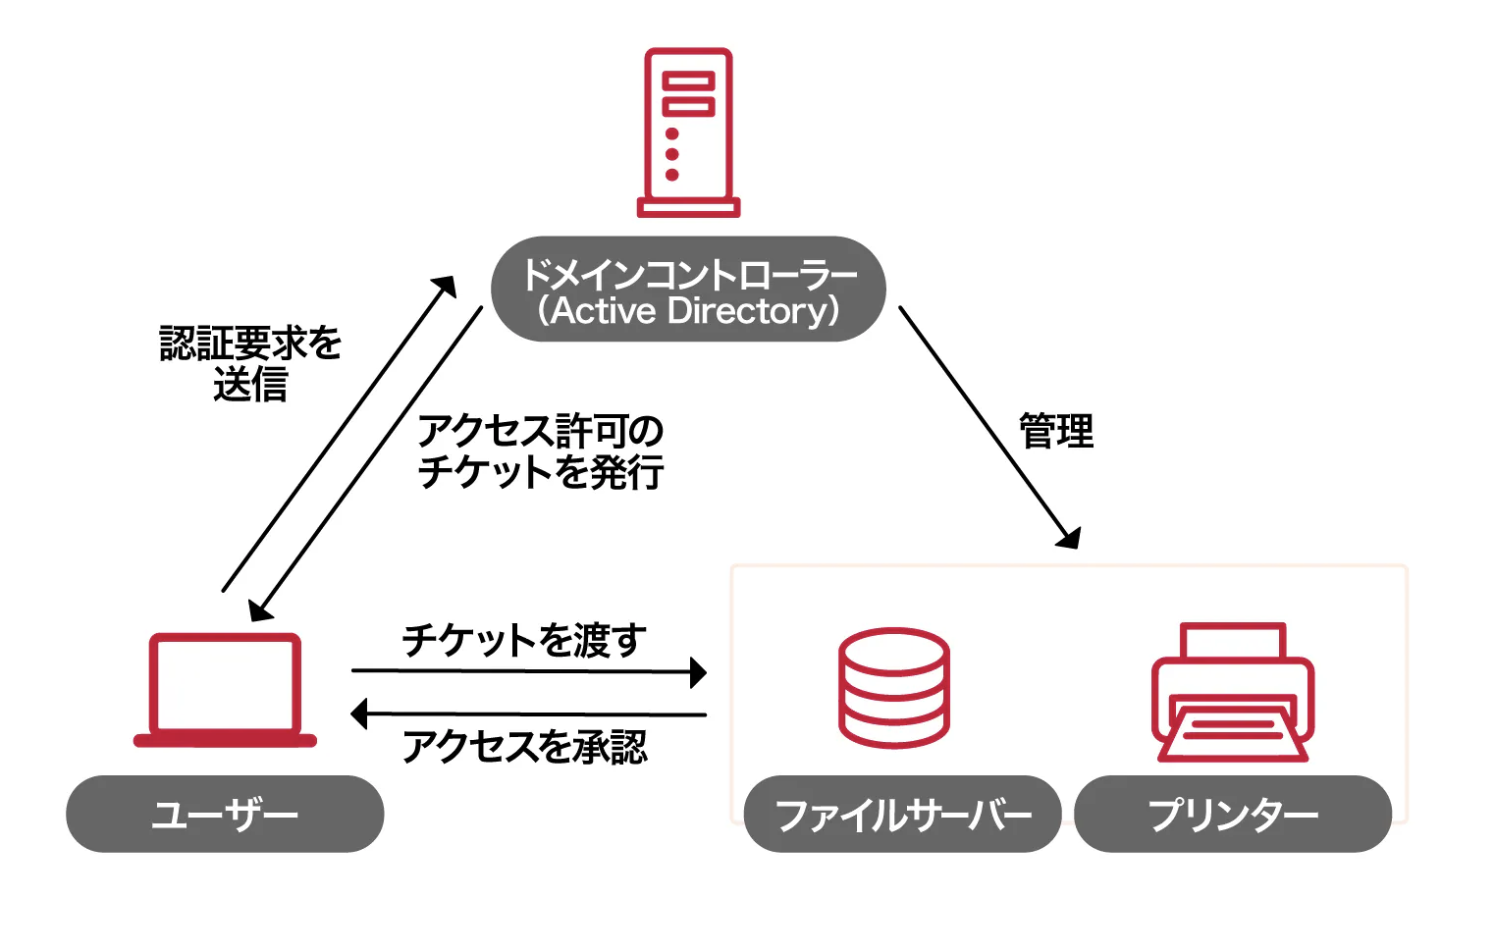 ドメインコントローラー
（Active Directory）
認証要求を
送信
アクセス許可の
チケットを発行
管理
チケットを渡す
アクセスを承認
ユーザー
ファイルサーバー
プリンター